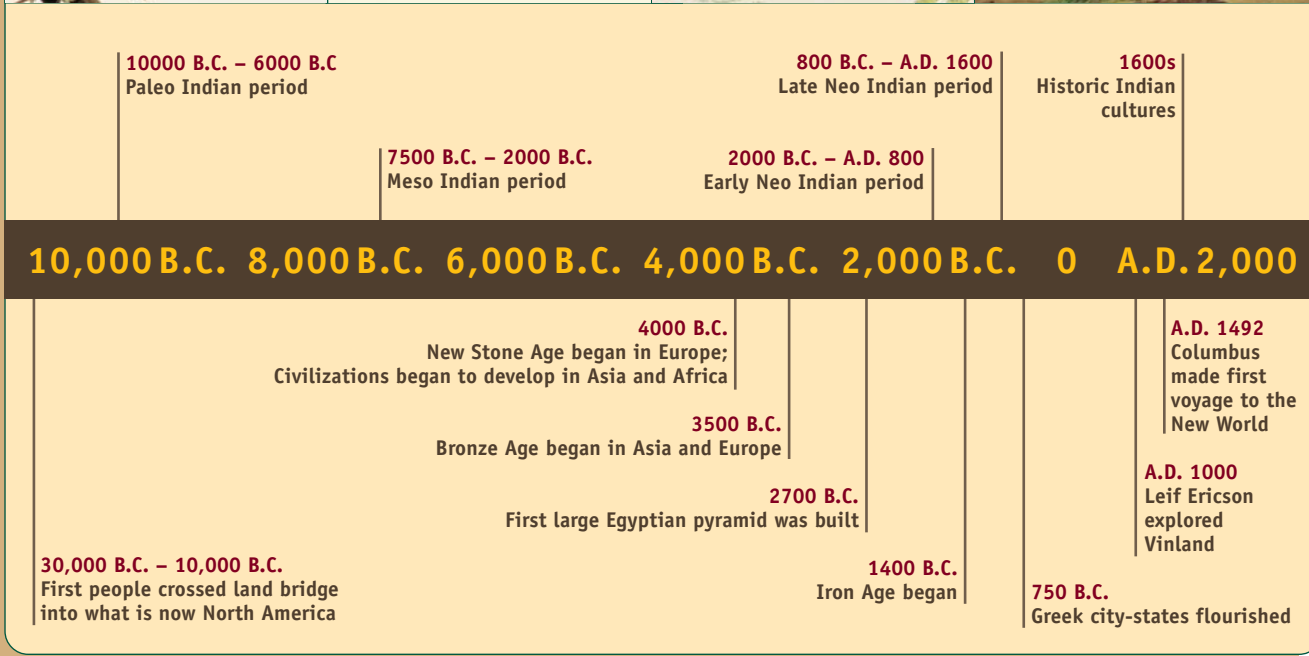 10000 B.C. – 6000 B.C
Paleo Indian period
800 B.C. – A.D. 1600
Late Neo Indian period
1600s
Historic Indian
cultures
7500 B.C. – 2000 B.C.
Meso Indian period
2000 B.C. – A.D. 800
Early Neo Indian period
10,000 B.C. 8,000 B.C. 6,000 B.C. 4,000 B.C. 2,000 B.C. 0 A.D. 2,000
4000 B.C.
New Stone Age began in Europe;
Civilizations began to develop in Asia and Africa
A.D. 1492
Columbus
made first
voyage to the
New World
3500 B.C.
Bronze Age began in Asia and Europe
A.D. 1000
Leif Ericson
explored
Vinland
2700 B.C.
First large Egyptian pyramid was built
30,000 B.C. – 10,000 B.C.
First people crossed land bridge
into what is now North America
1400 B.C.
Iron Age began
750 B.C.
Greek city-states flourished